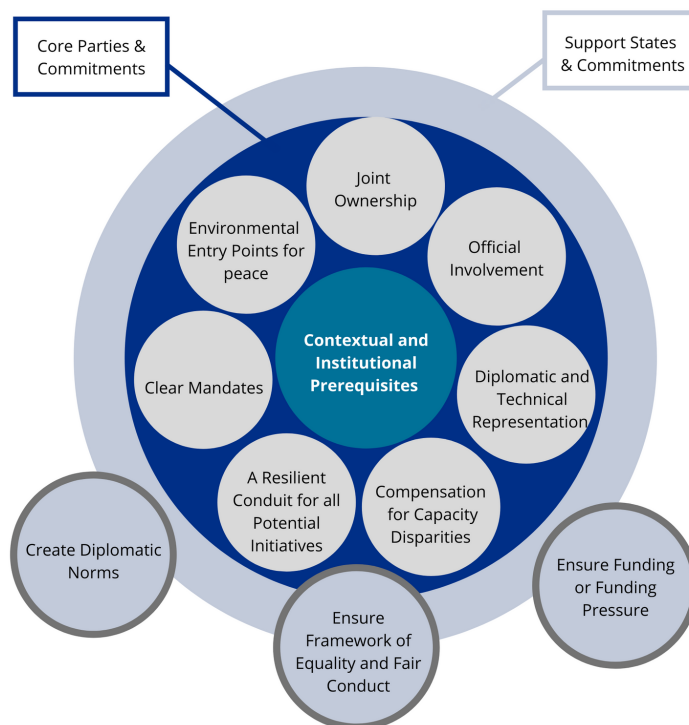 Core Parties &
Commitments
Support States
& Commitments
Joint
Ownership
Environmental
Entry Points for
peace
Official
Involvement
Contextual and
Institutional
Prerequisites
Clear Mandates
Diplomatic and
Technical
Representation
A Resilient
Conduit for all
Potential
Initiatives
Compensation
for Capacity
Disparities
Create Diplomatic
Norms
Ensure Funding
or Funding
Pressure
Ensure
Framework of
Equality and Fair
Conduct